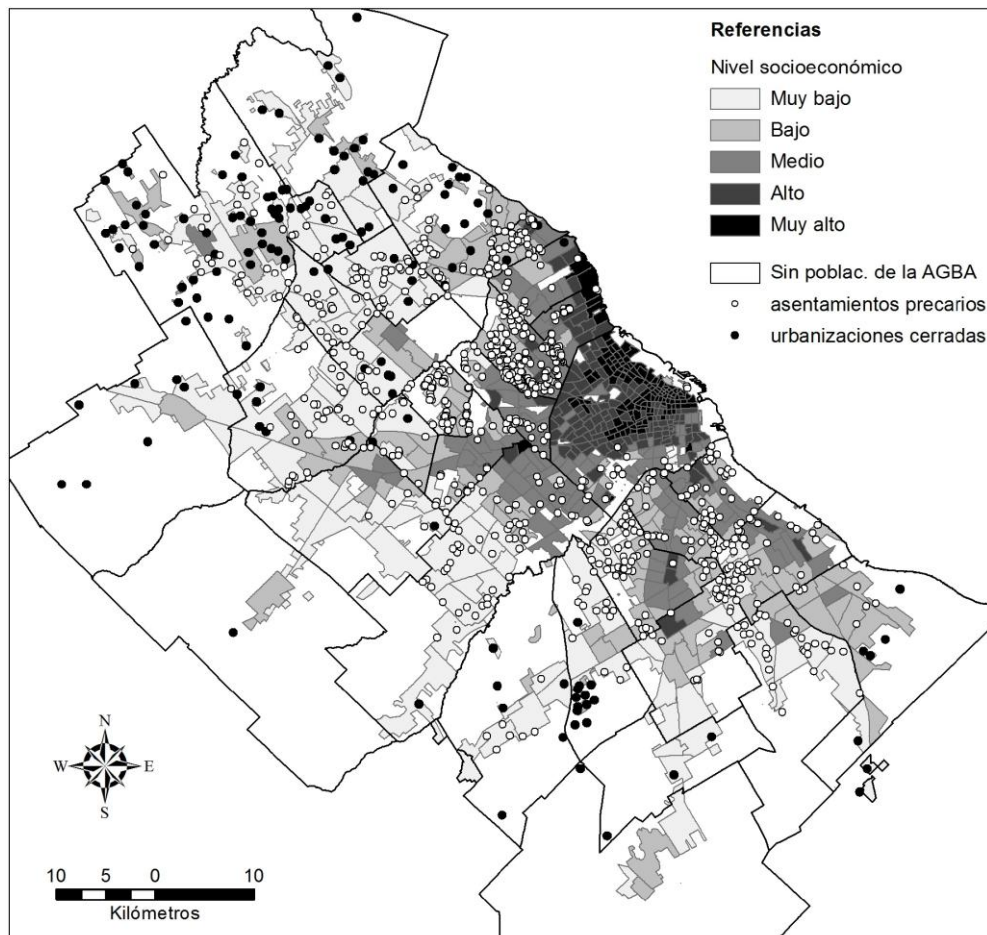 Referencias
Nivel socioeconómico
Muy bajo
Bajo
Medio
Alto
Muy alto
Sin poblac. de la AGBA
asentamientos precarios
urbanizaciones cerradas
N
W E
S
10 5 0 10
Kilómetros